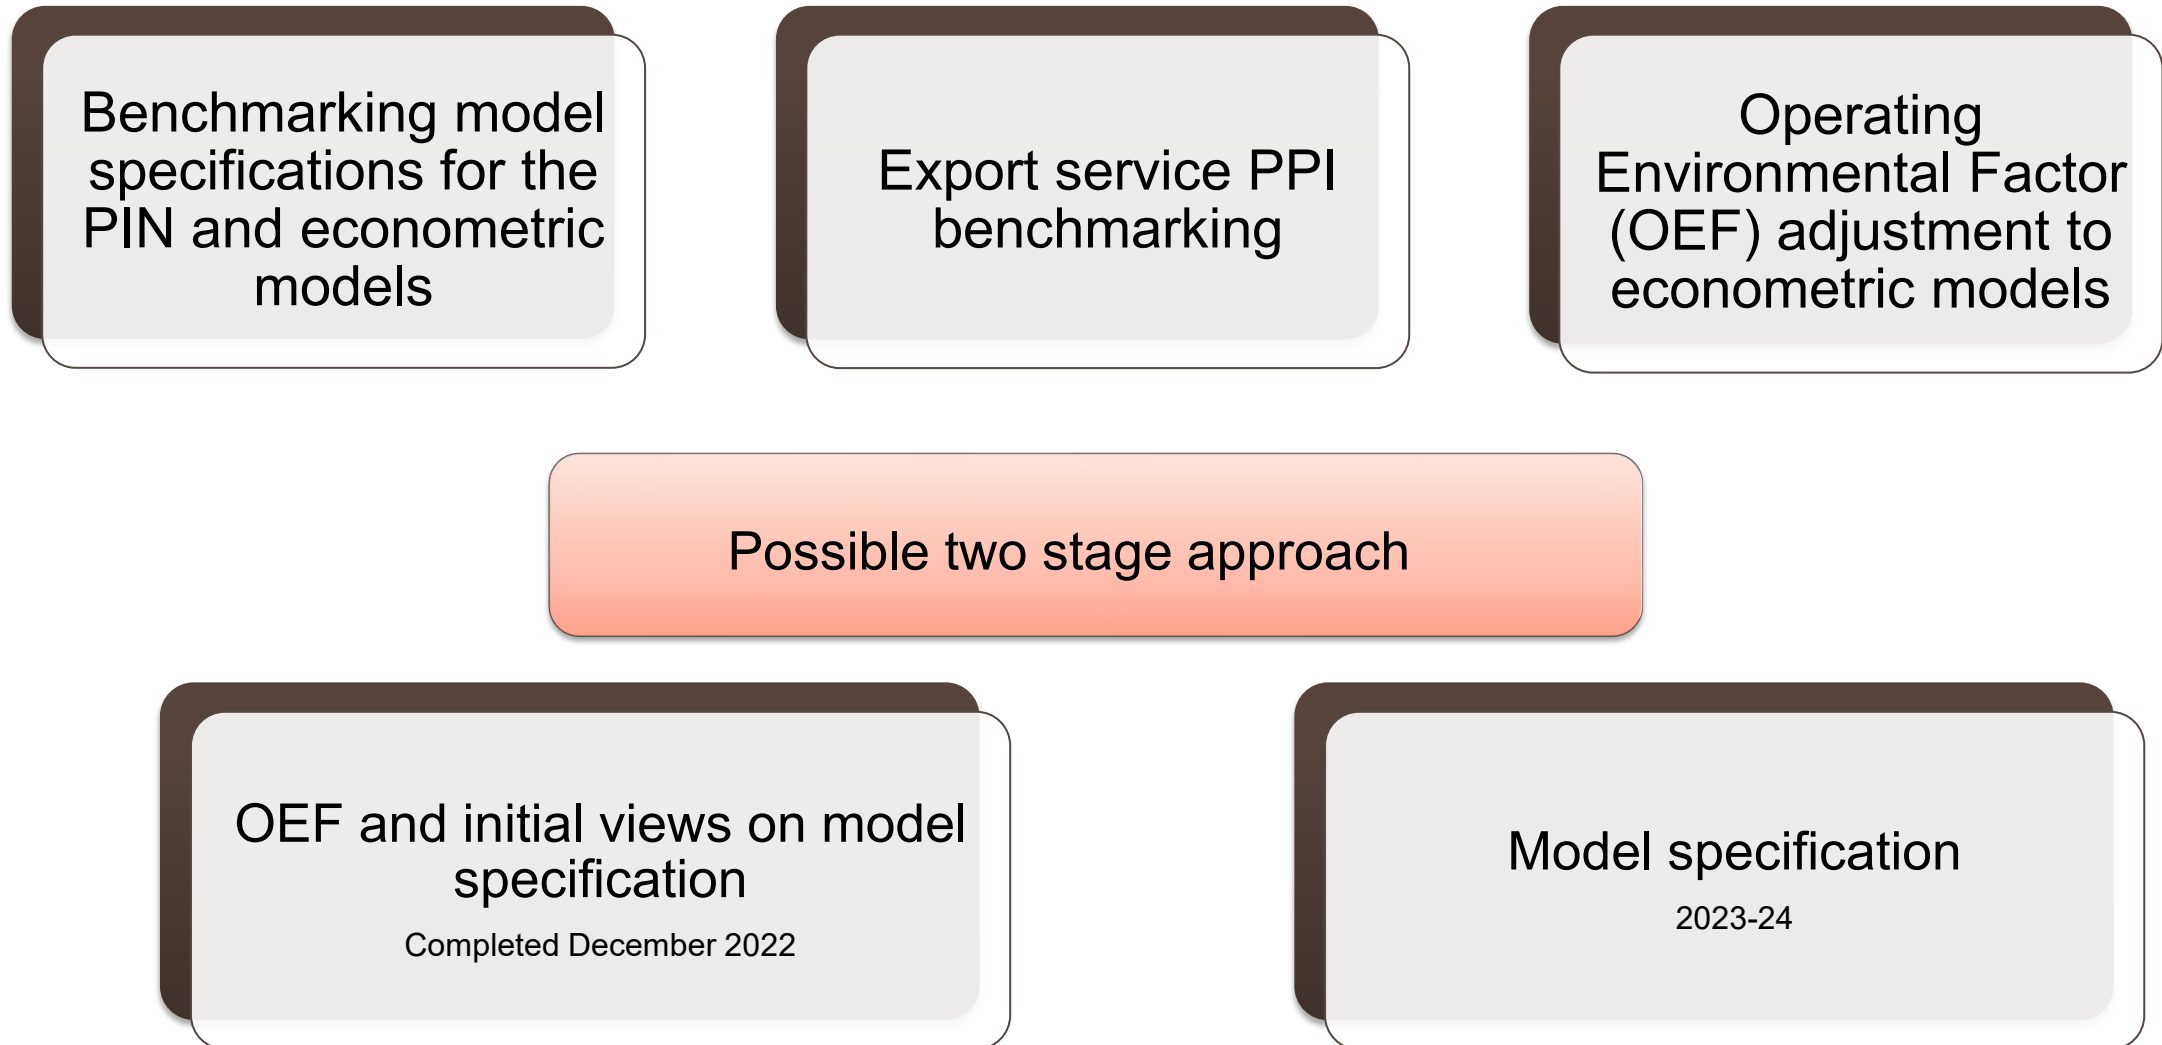 Benchmarking model
specifications for the
PIN and econometric
models
Export service PPI
benchmarking
Operating
Environmental Factor
(OEF) adjustment to
econometric models
Possible two stage approach
OEF and initial views on model
specification
Completed December 2022
Model specification
2023-24